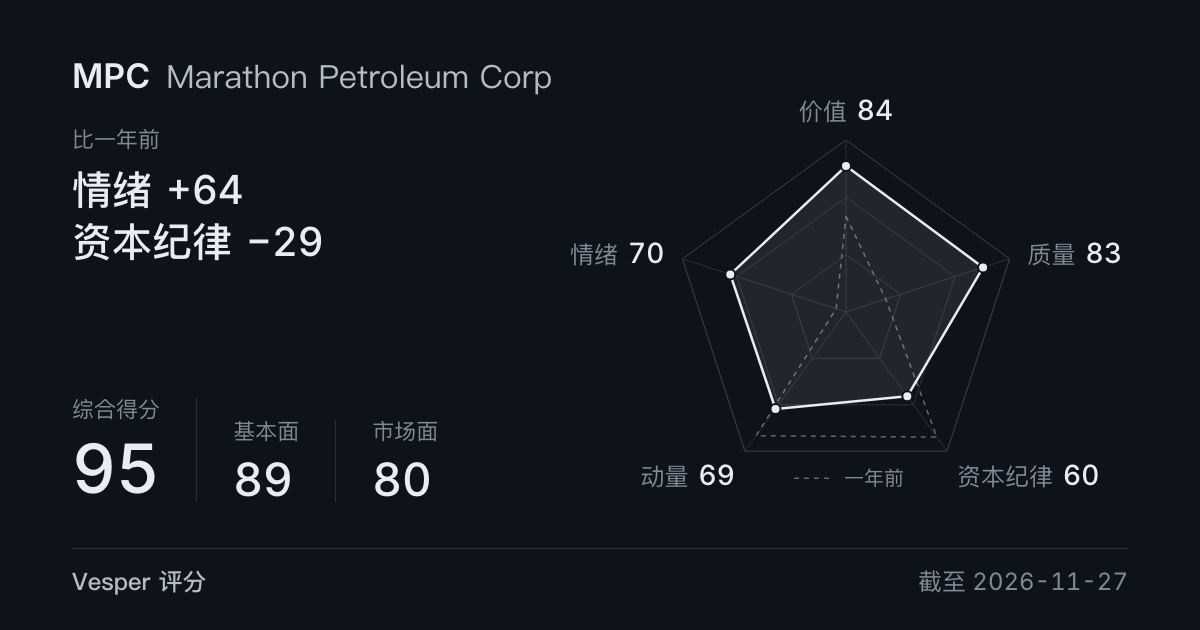 MPC Marathon Petroleum Corp
比一年前
情绪 +64
资本纪律 −29
价值 84
情绪 70
质量 83
动量 69
一年前
资本纪律 60
综合得分
95
基本面
89
市场面
80
Vesper 评分
截至 2026-11-27